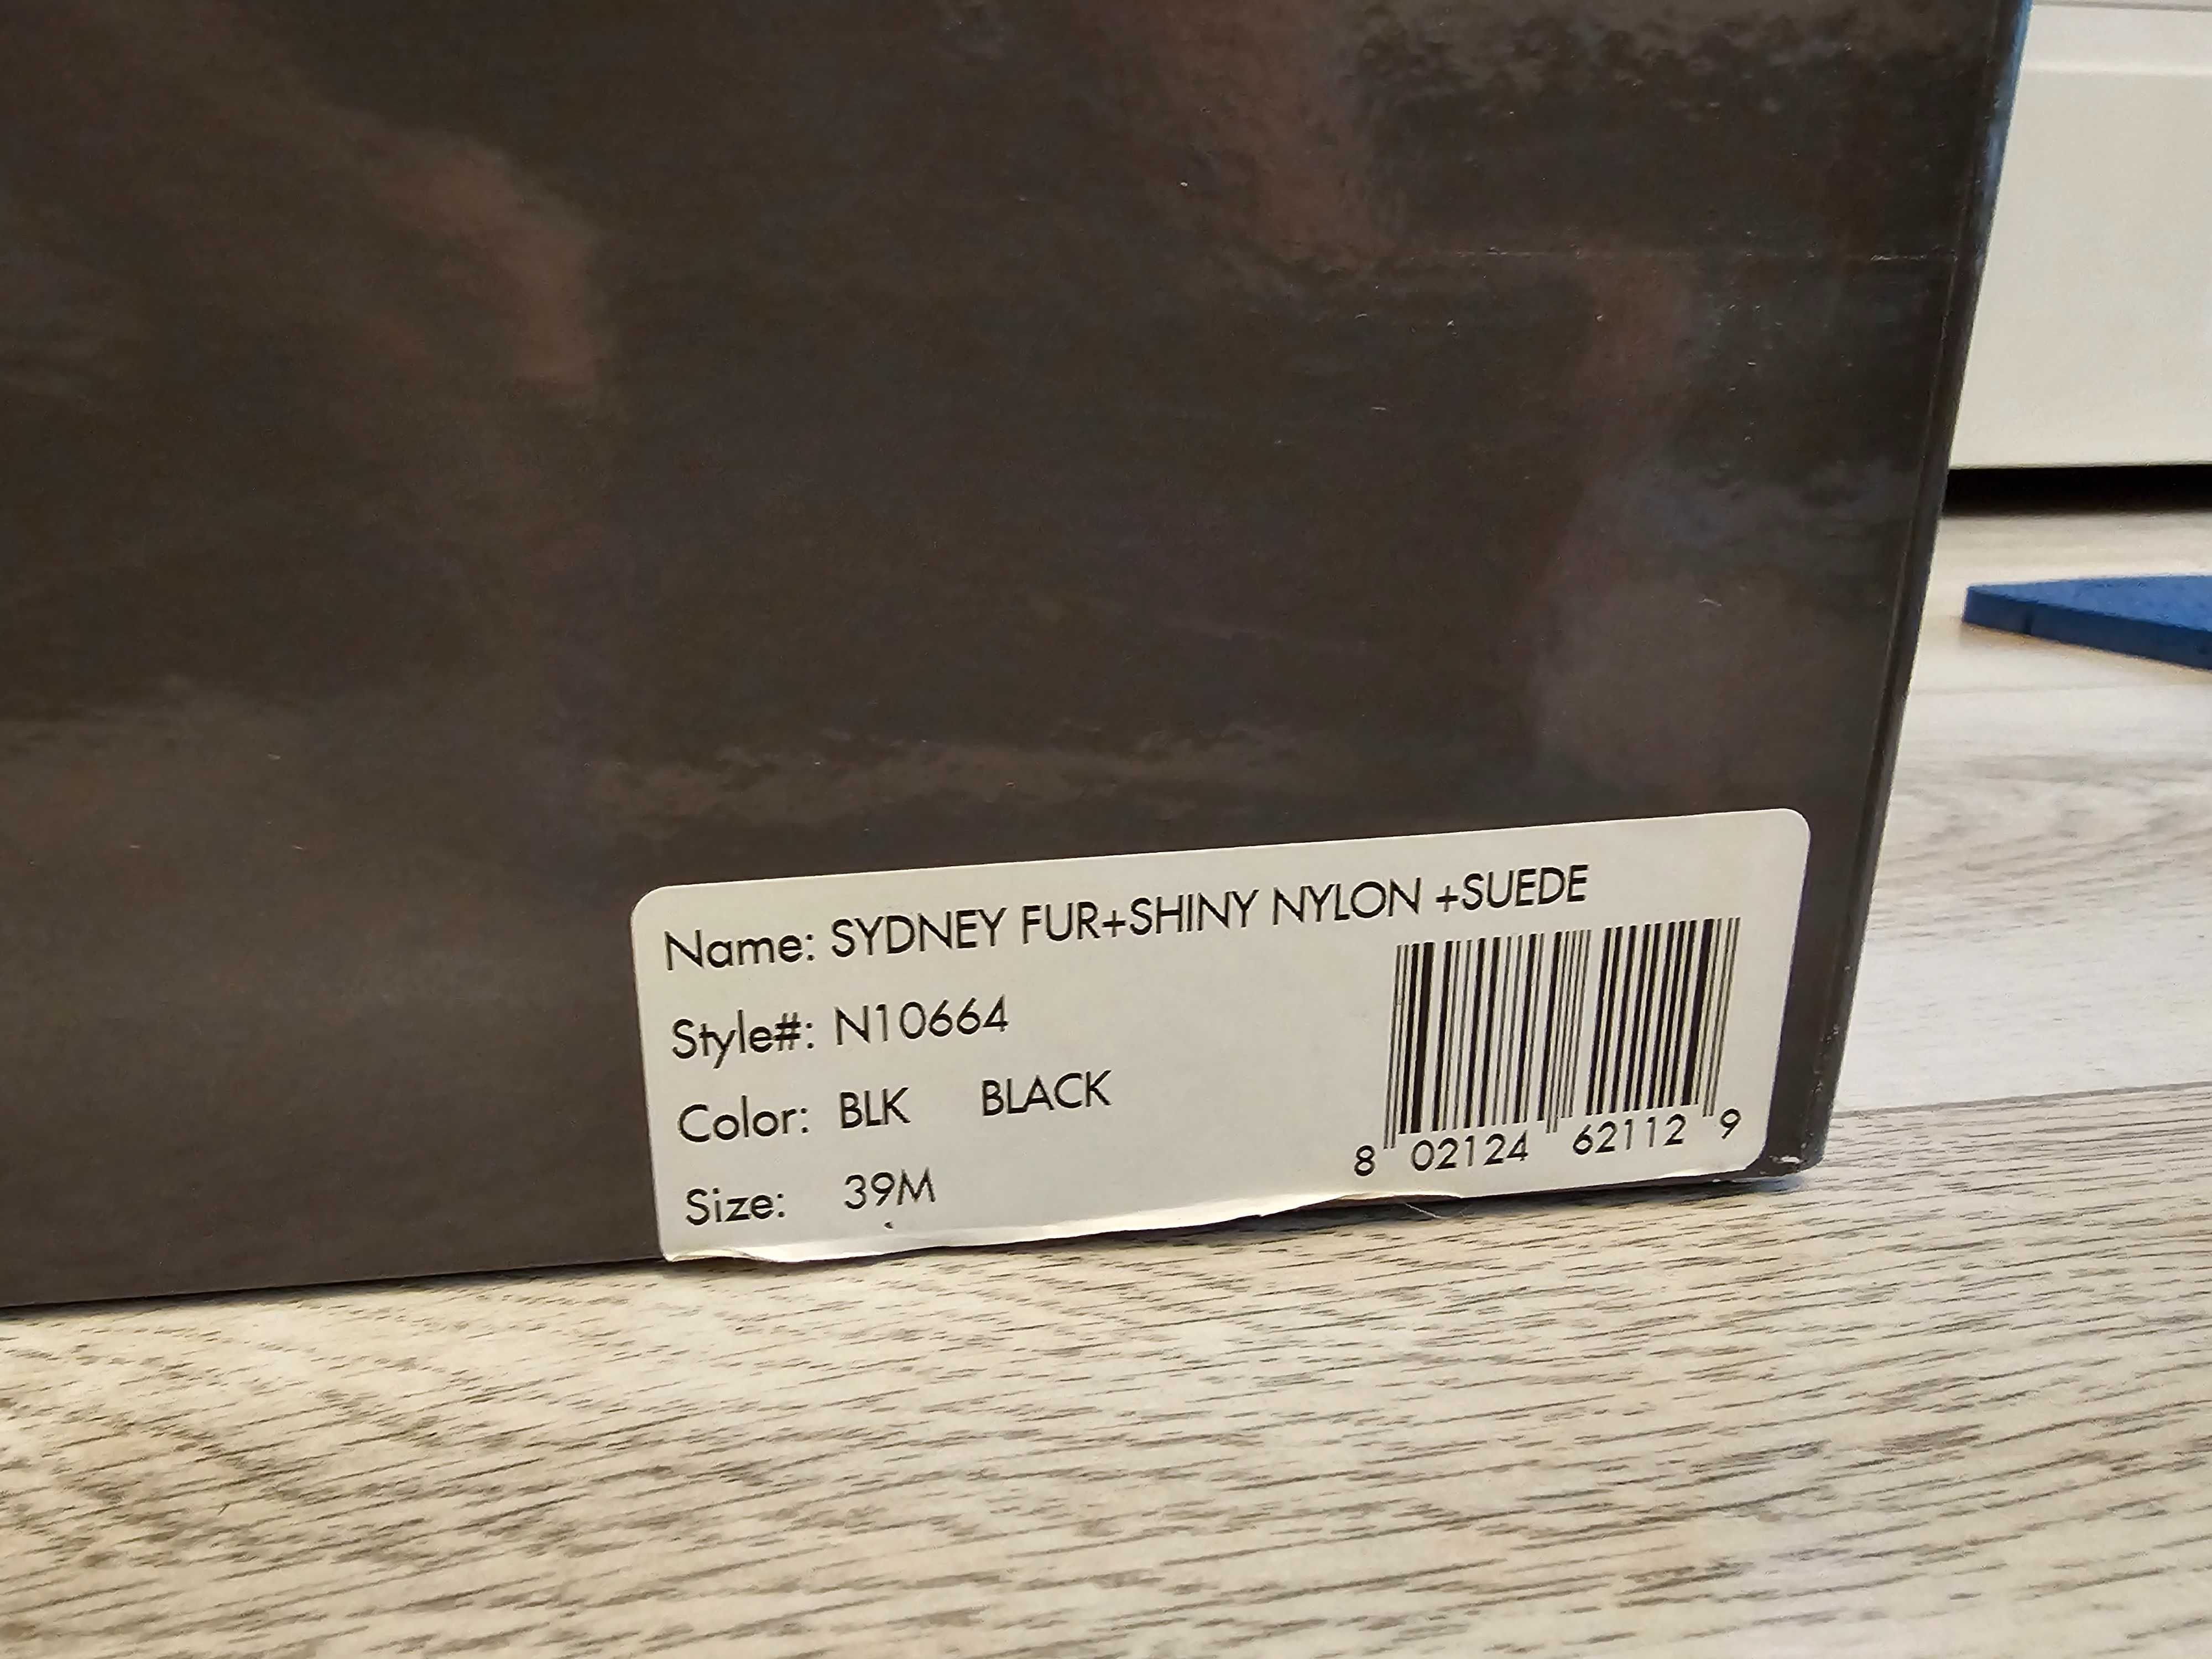 Name: SYDNEY FUR+SHINY NYLON +SUEDE
Style#: N10664
Color: BLK BLACK
Size: 39M
8 02124 62112 9